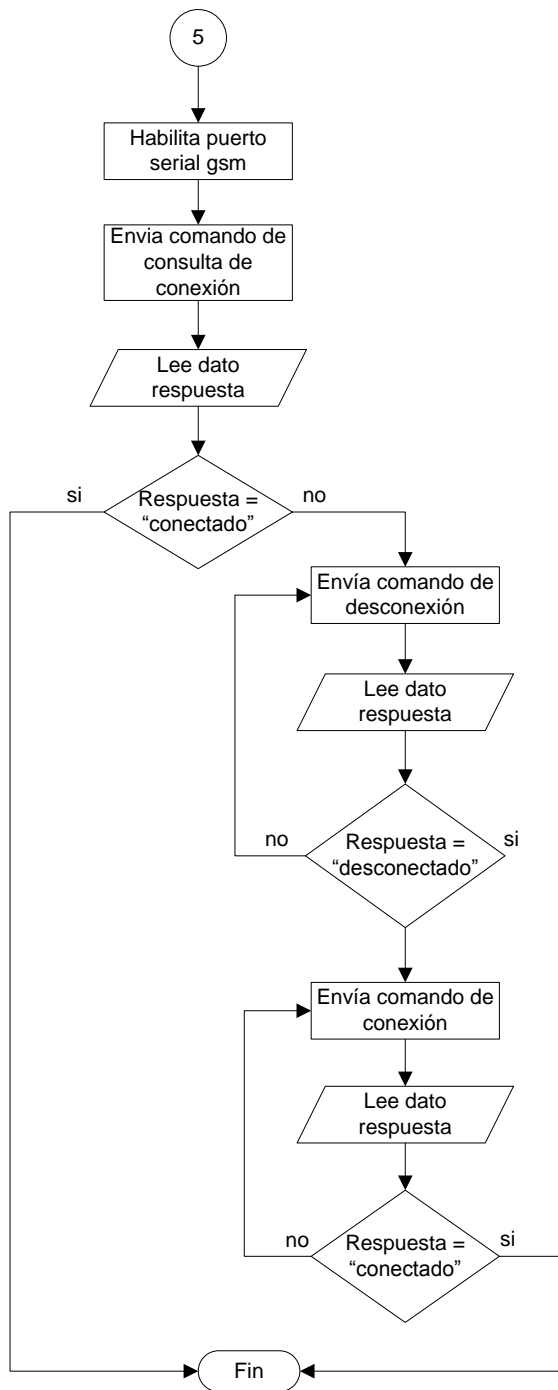 5
Habilita puerto
serial gsm
Envia comando de
consulta de
conexión
Lee dato
respuesta
si
Respuesta =
“conectado”
no
Envía comando de
desconexión
Lee dato
respuesta
no
Respuesta =
“desconectado”
si
Envía comando de
conexión
Lee dato
respuesta
no
Respuesta =
“conectado”
si
Fin